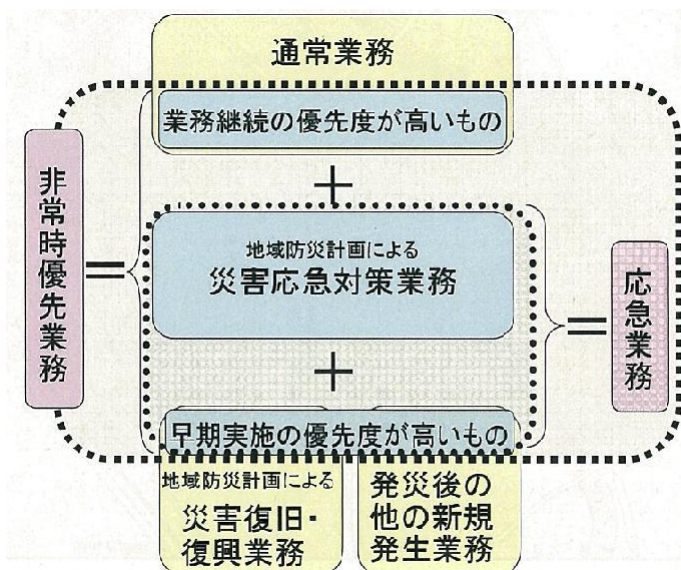 通常業務
業務継続の優先度が高いもの
+
非常時優先業務
=
地域防災計画による
災害応急対策業務
=
応急業務
+
早期実施の優先度が高いもの
地域防災計画による
災害復旧・
復興業務
発災後の
他の新規
発生業務